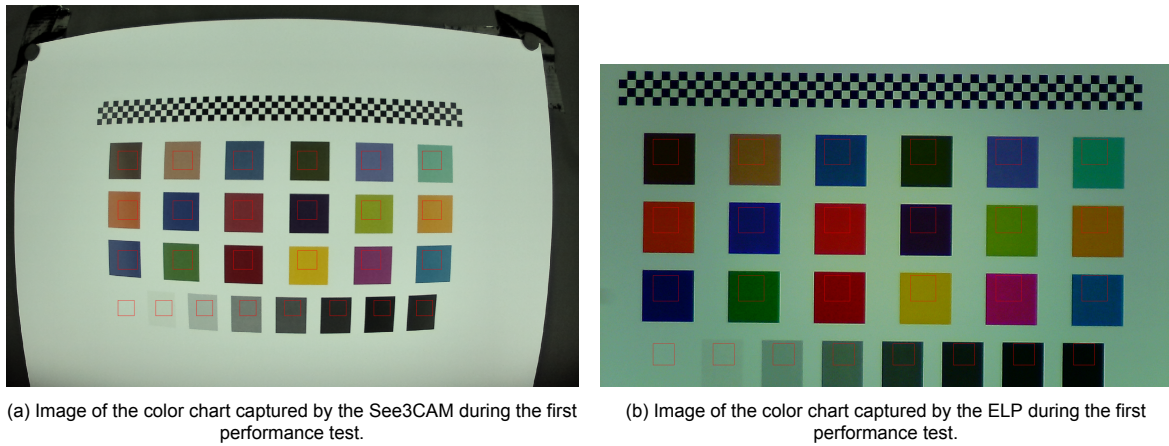 (a) Image of the color chart captured by the See3CAM during the first
performance test.
(b) Image of the color chart captured by the ELP during the first
performance test.